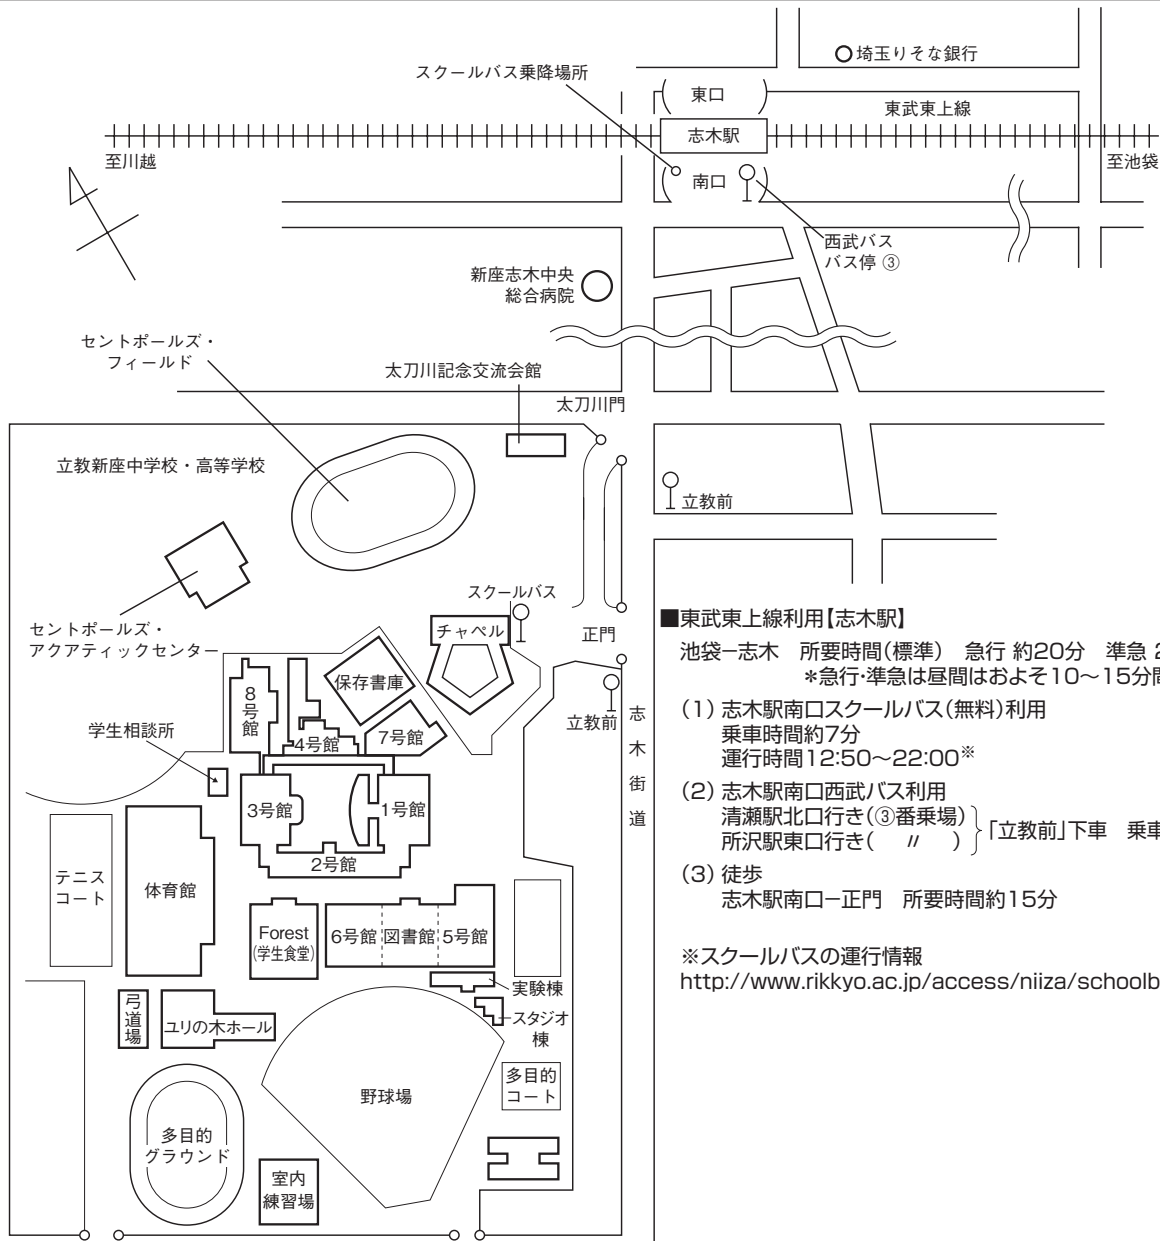 埼玉りそな銀行
スクールバス乗降場所
東口
東武東上線
志木駅
至川越
至池袋
南口
西武バス
バス停 ③
新座志木中央
総合病院
セントポールズ・
フィールド
太刀川記念交流会館
太刀川門
立教新座中学校・高等学校
立教前
スクールバス
セントポールズ・
アクアティックセンター
チャペル
正門
保存書庫
8号館
立教前
志木街道
学生相談所
4号館
7号館
3号館
1号館
2号館
テニス
コート
体育館
Forest
(学生食堂)
6号館
図書館
5号館
実験棟
弓道場
ユリの木ホール
スタジオ
棟
多目的
コート
野球場
多目的
グラウンド
室内
練習場
■東武東上線利用【志木駅】
池袋−志木 所要時間(標準) 急行 約20分 準急 2
*急行・準急は昼間はおよそ10〜15分間
(1) 志木駅南口スクールバス(無料)利用
乗車時間約7分
運行時間12:50〜22:00※
(2) 志木駅南口西武バス利用
清瀬駅北口行き(③番乗場)
所沢駅東口行き( 〃 )
「立教前」下車 乗車
(3) 徒歩
志木駅南口−正門 所要時間約15分
※スクールバスの運行情報
http://www.rikkyo.ac.jp/access/niiza/schoolb